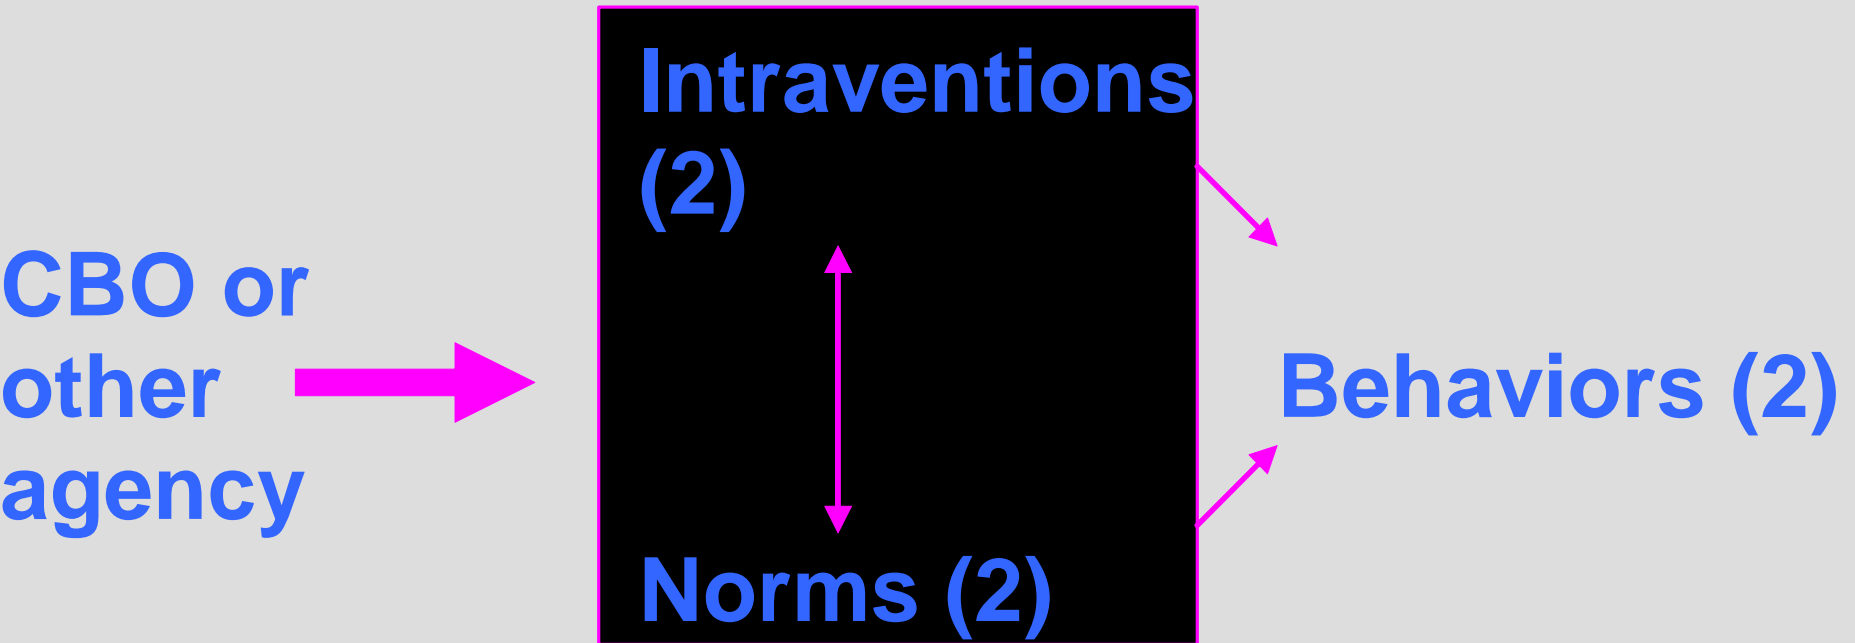 CBO or
other
agency
Intraventions
(2)
Norms (2)
Behaviors (2)